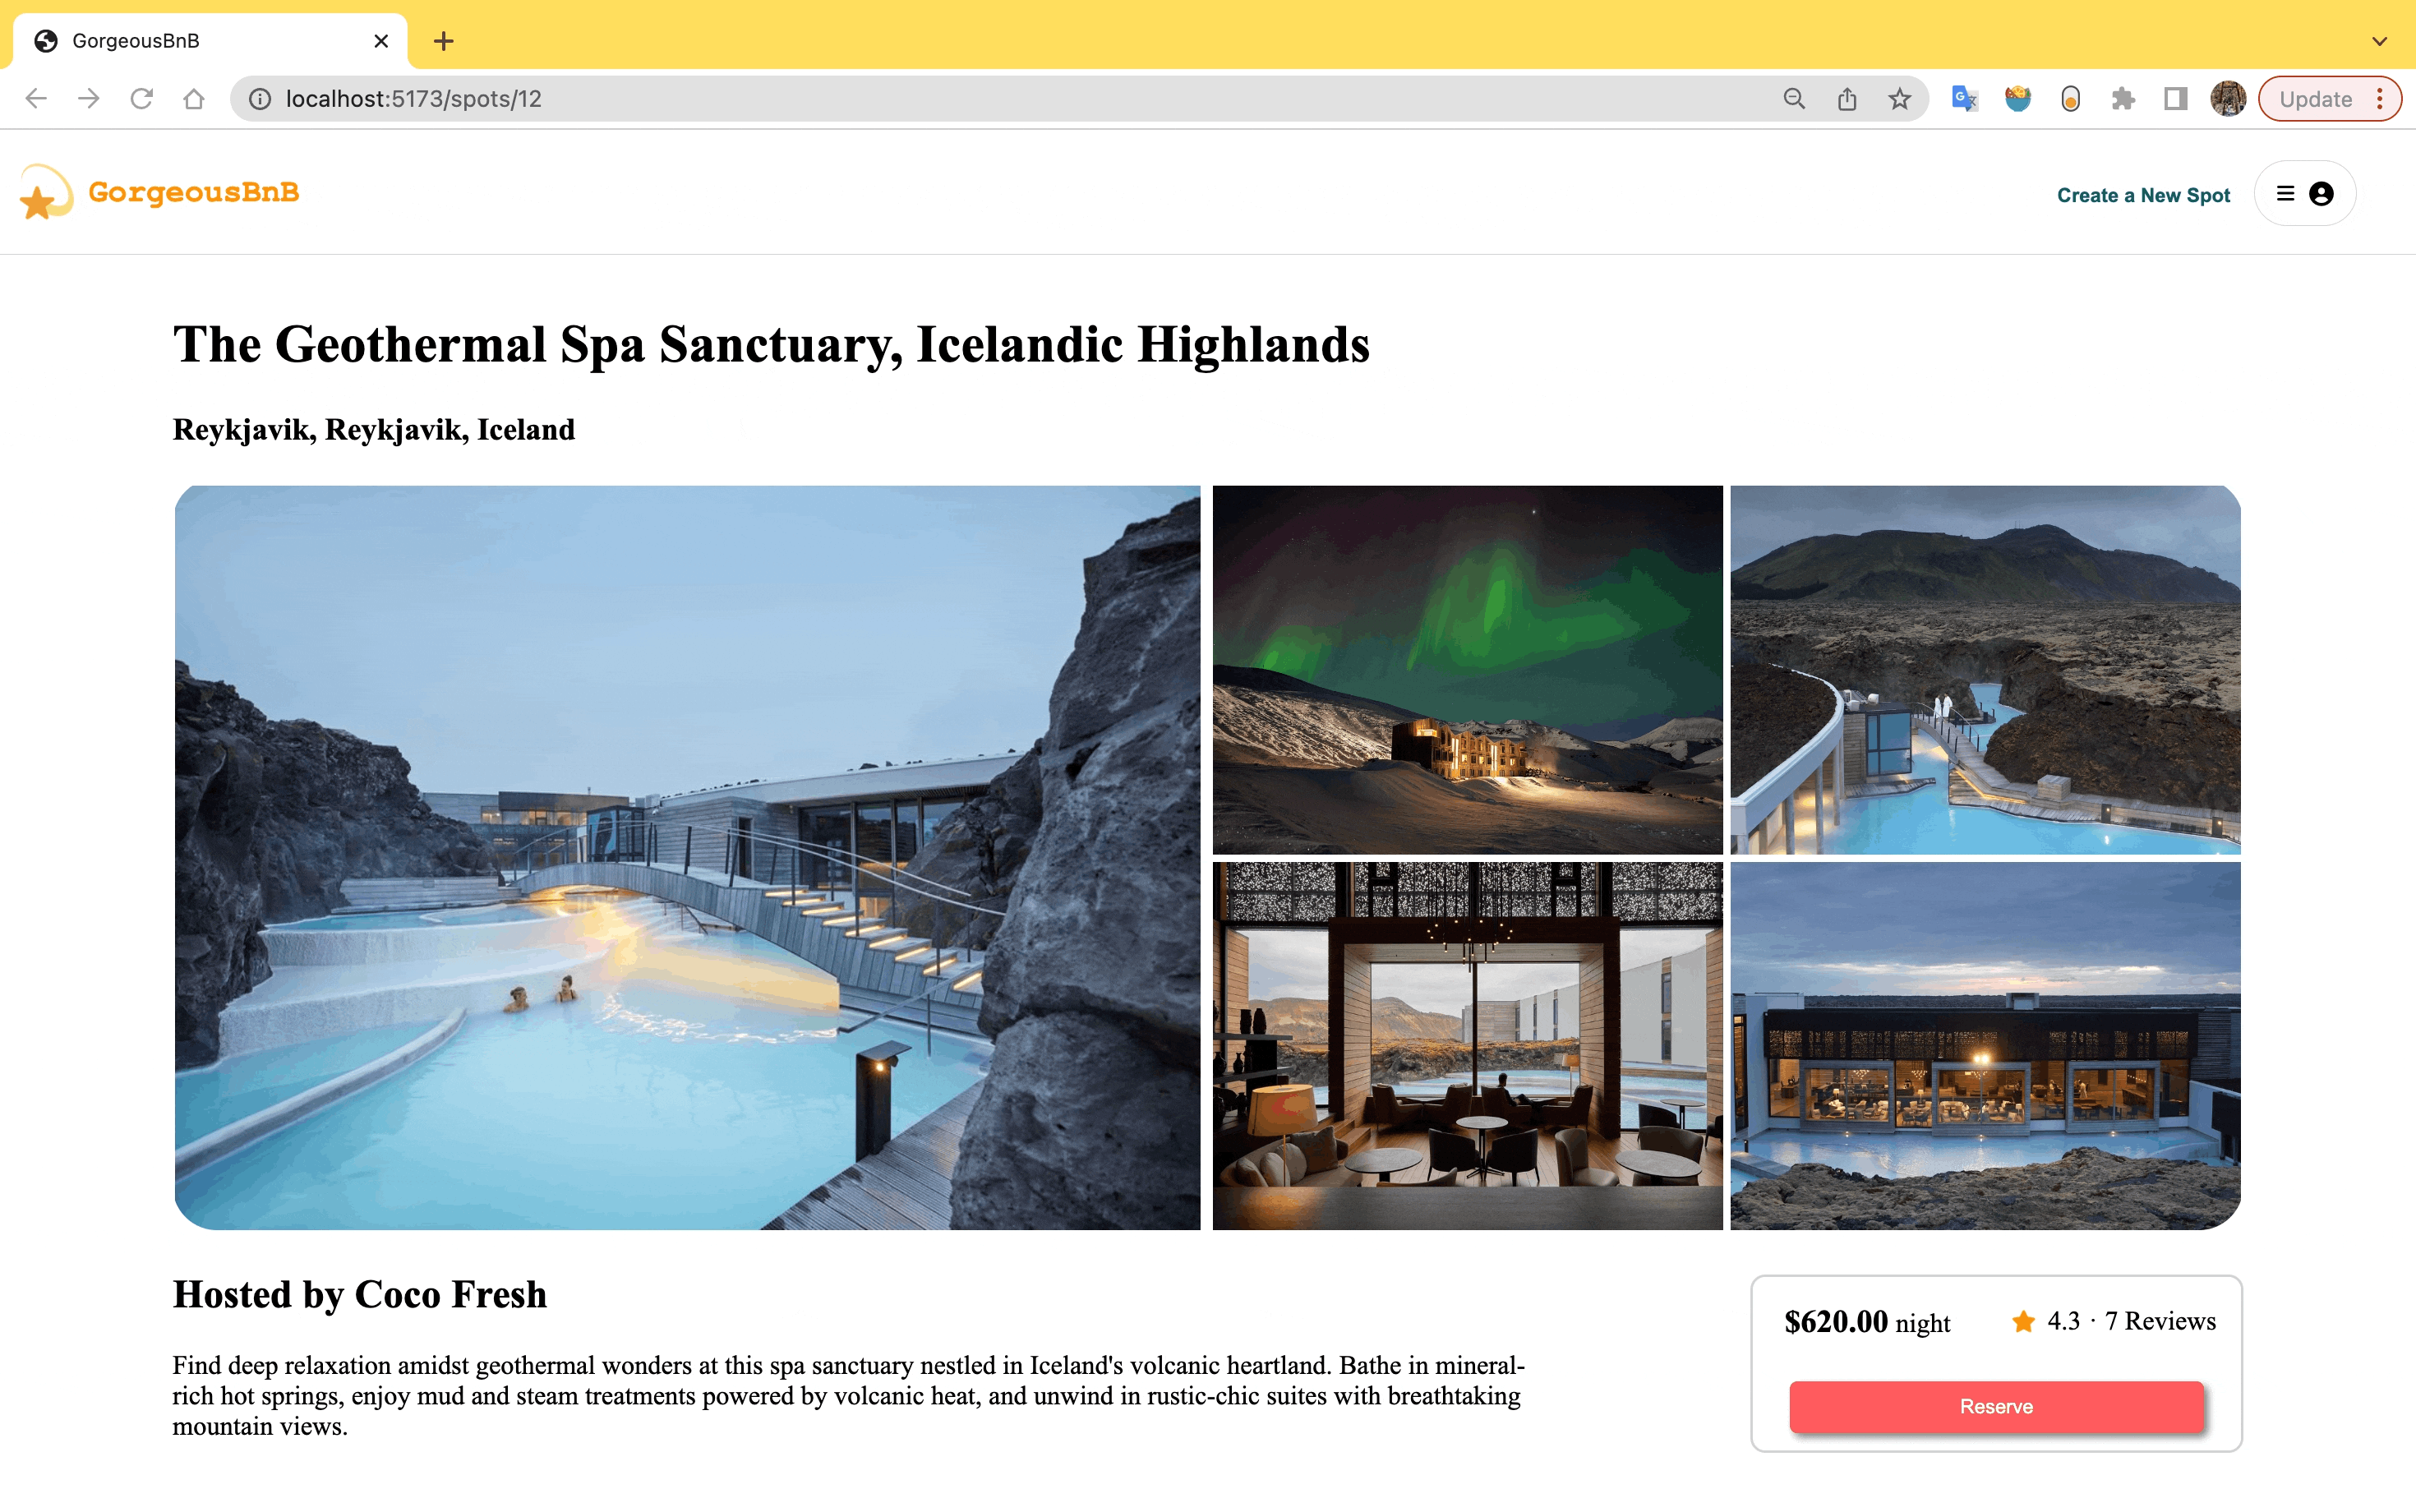 GorgeousBnB
localhost:5173/spots/12
Update
GorgeousBnB
Create a New Spot
The Geothermal Spa Sanctuary, Icelandic Highlands
Reykjavik, Reykjavik, Iceland
Hosted by Coco Fresh
Find deep relaxation amidst geothermal wonders at this spa sanctuary nestled in Iceland's volcanic heartland. Bathe in mineral-
rich hot springs, enjoy mud and steam treatments powered by volcanic heat, and unwind in rustic-chic suites with breathtaking
mountain views.
$620.00 night
4.3 · 7 Reviews
Reserve